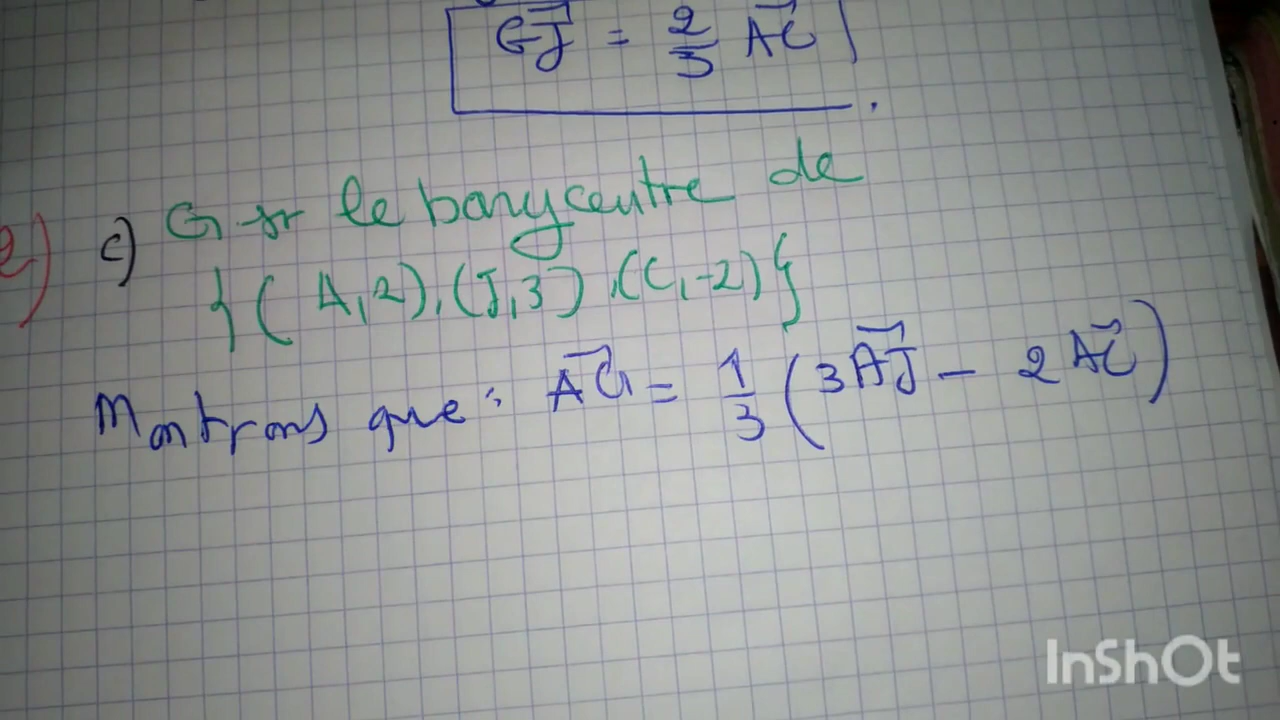 GJ⃗ = 2/3 AC⃗
2) c) G est le barycentre de
{(A,2),(J,3),(C,-2)}
Montrons que: AG⃗ = 1/3 (3AJ⃗ - 2AC⃗)
InShOt